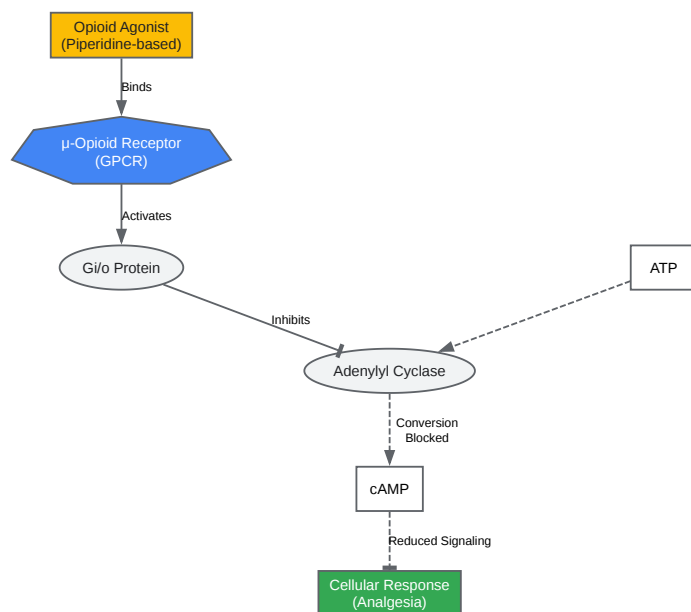 Opioid Agonist
(Piperidine-based)
Binds
μ-Opioid Receptor
(GPCR)
Activates
Gi/o Protein
ATP
Inhibits
Adenylyl Cyclase
Conversion
Blocked
cAMP
Reduced Signaling
Cellular Response
(Analgesia)